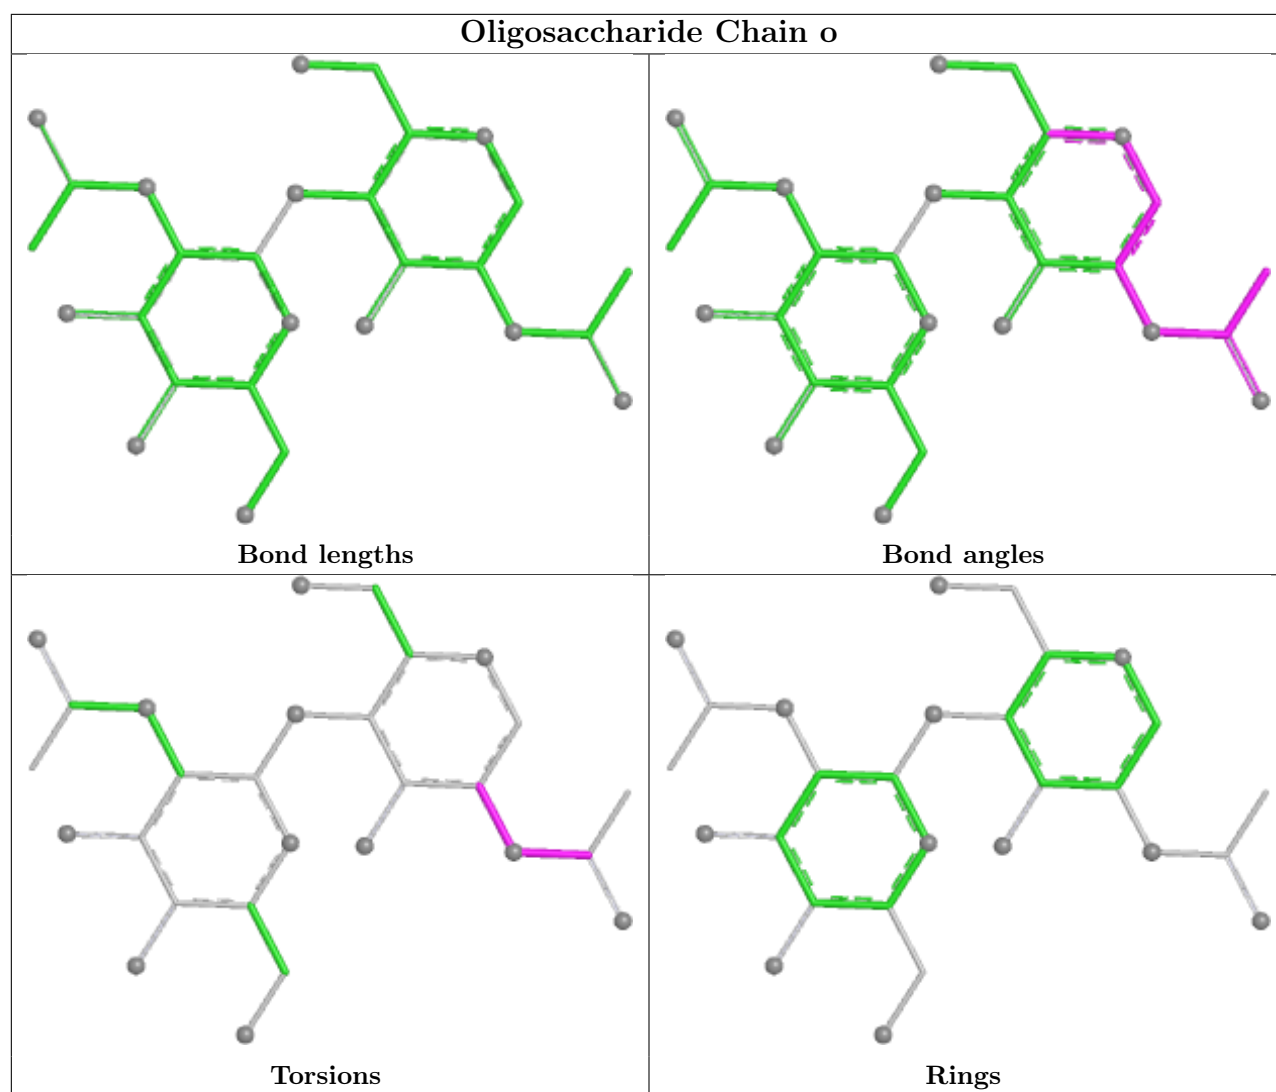 Oligosaccharide Chain o
Bond lengths
Bond angles
Torsions
Rings